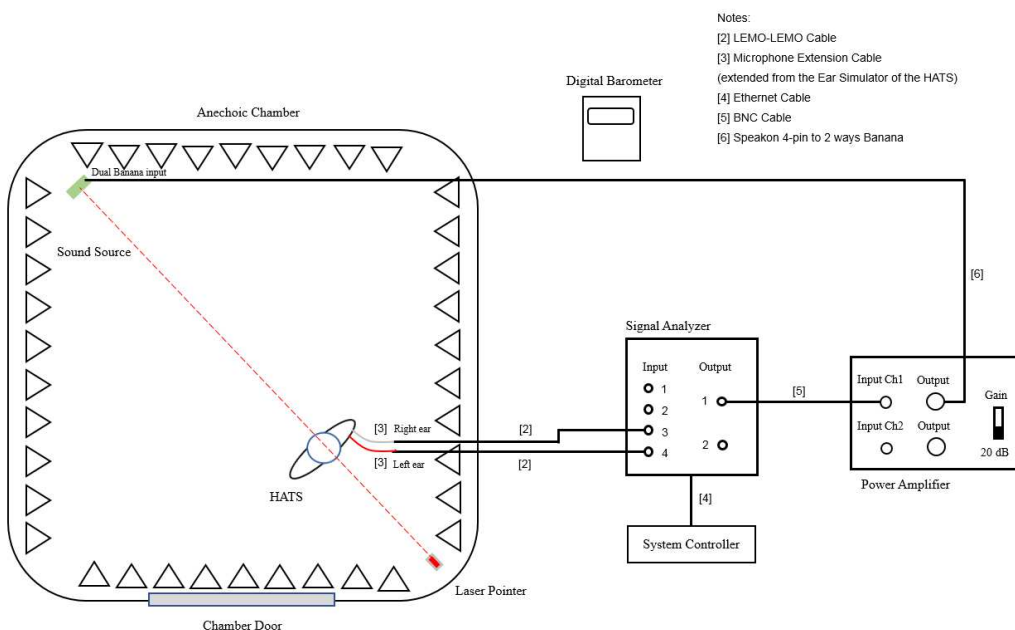 Notes:
[2] LEMO-LEMO Cable
[3] Microphone Extension Cable
(extended from the Ear Simulator of the HATS)
[4] Ethernet Cable
[5] BNC Cable
[6] Speakon 4-pin to 2 ways Banana
Digital Barometer
Anechoic Chamber
Dual Banana input
Sound Source
[6]
Signal Analyzer
Input Output
1
2
3
4
1
2
[5]
Input Ch1 Output
Input Ch2 Output
Gain
20 dB
Power Amplifier
[3] Right ear
[2]
[3] Left ear
[2]
HATS
[4]
System Controller
Laser Pointer
Chamber Door